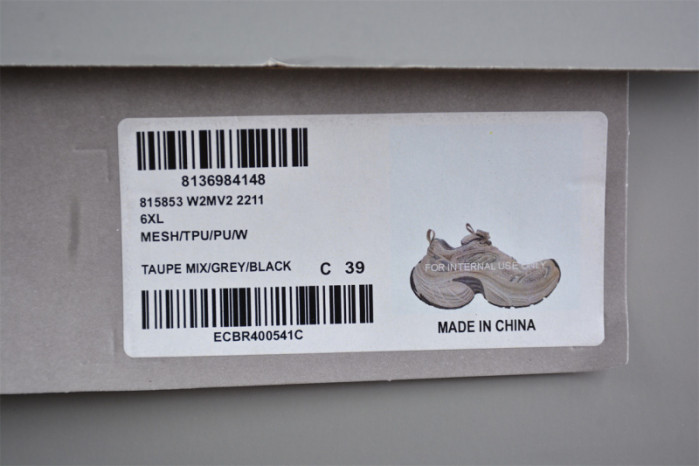 8136984148
815853 W2MV2 2211
6XL
MESH/TPU/PU/W
TAUPE MIX/GREY/BLACK C 39
ECBR400541C
FOR INTERNAL USE ONLY
MADE IN CHINA